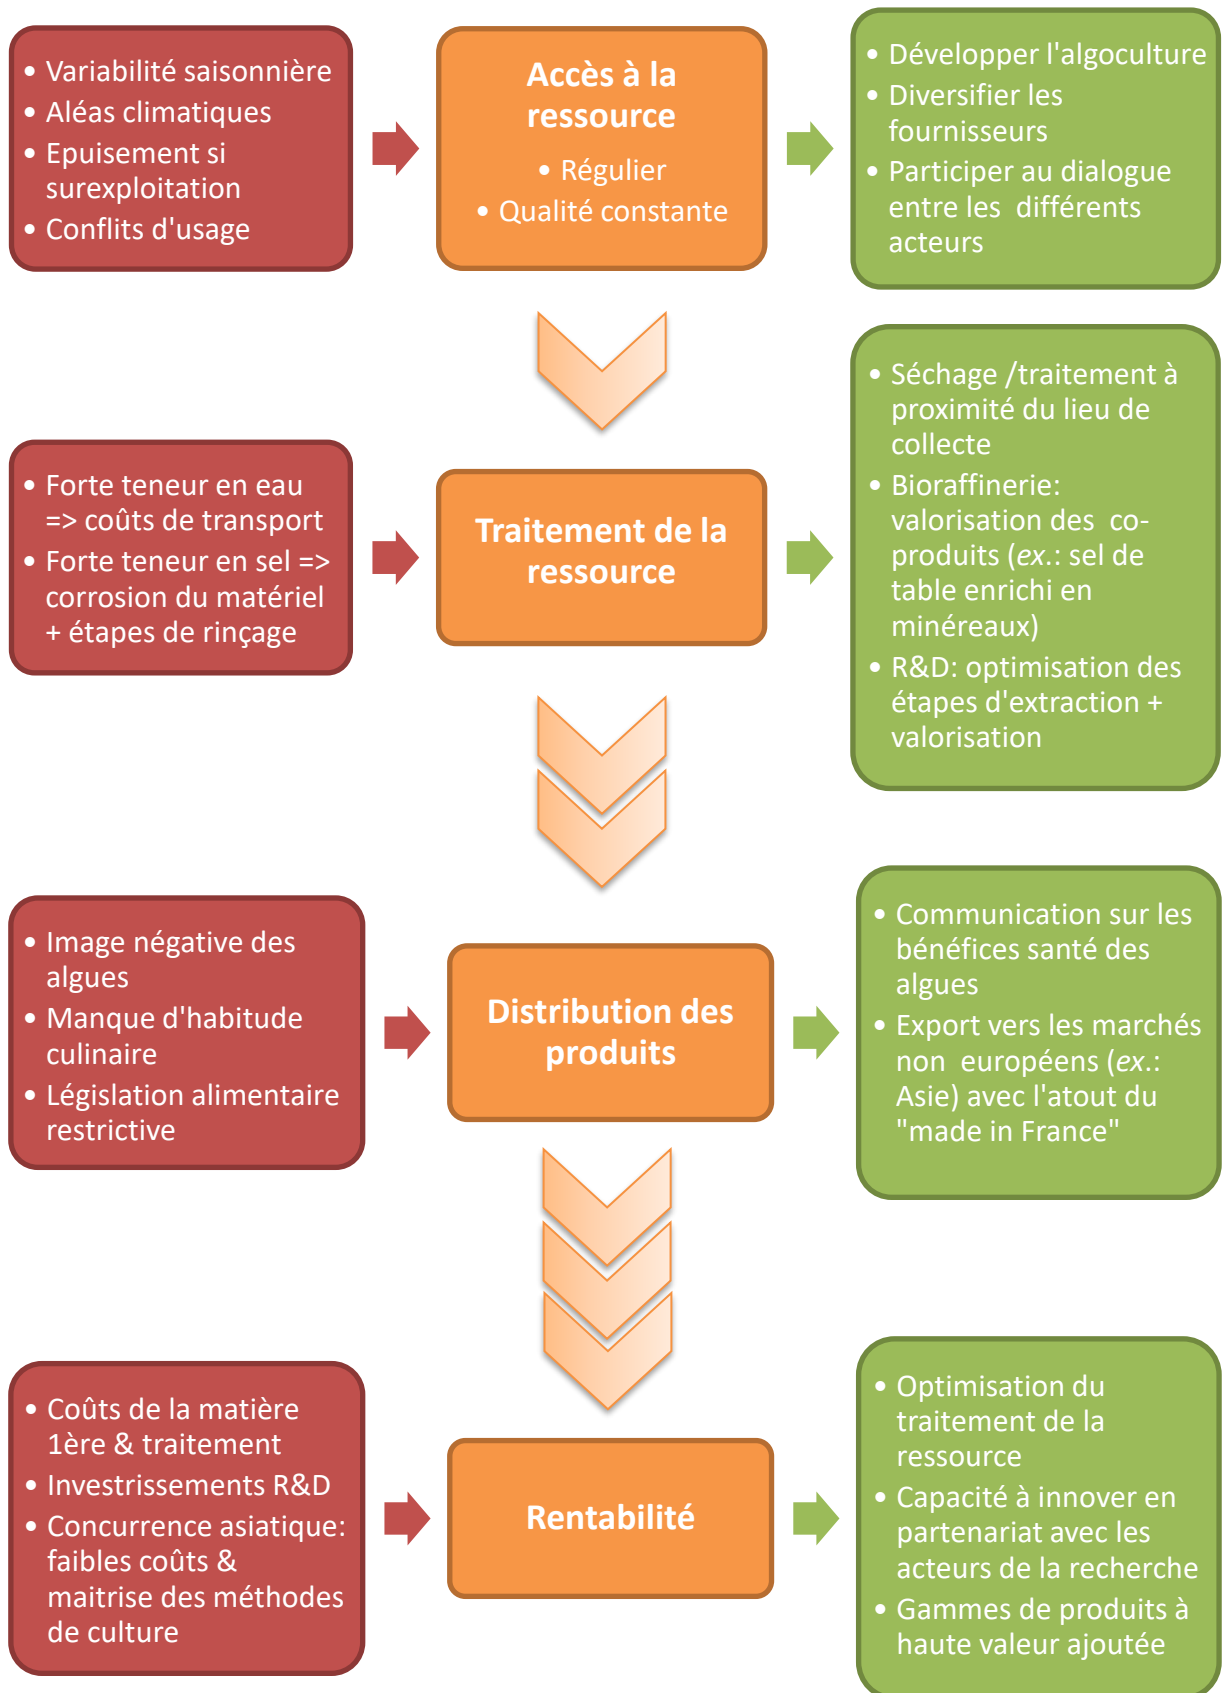 • Variabilité saisonnière
• Aléas climatiques
• Epuisement si
surexploitation
• Conflits d'usage
Accès à la
ressource
• Régulier
• Qualité constante
• Développer l'algoculture
• Diversifier les
fournisseurs
• Participer au dialogue
entre les différents
acteurs
• Forte teneur en eau
=> coûts de transport
• Forte teneur en sel =>
corrosion du matériel
+ étapes de rinçage
Traitement de la
ressource
• Séchage /traitement à
proximité du lieu de
collecte
• Bioraffinerie:
valorisation des co-
produits (ex.: sel de
table enrichi en
minéreaux)
• R&D: optimisation des
étapes d'extraction +
valorisation
• Image négative des
algues
• Manque d'habitude
culinaire
• Législation alimentaire
restrictive
Distribution des
produits
• Communication sur les
bénéfices santé des
algues
• Export vers les marchés
non européens (ex.:
Asie) avec l'atout du
"made in France"
• Coûts de la matière
1ère & traitement
• Investrissements R&D
• Concurrence asiatique:
faibles coûts &
maitrise des méthodes
de culture
Rentabilité
• Optimisation du
traitement de la
ressource
• Capacité à innover en
partenariat avec les
acteurs de la recherche
• Gammes de produits à
haute valeur ajoutée